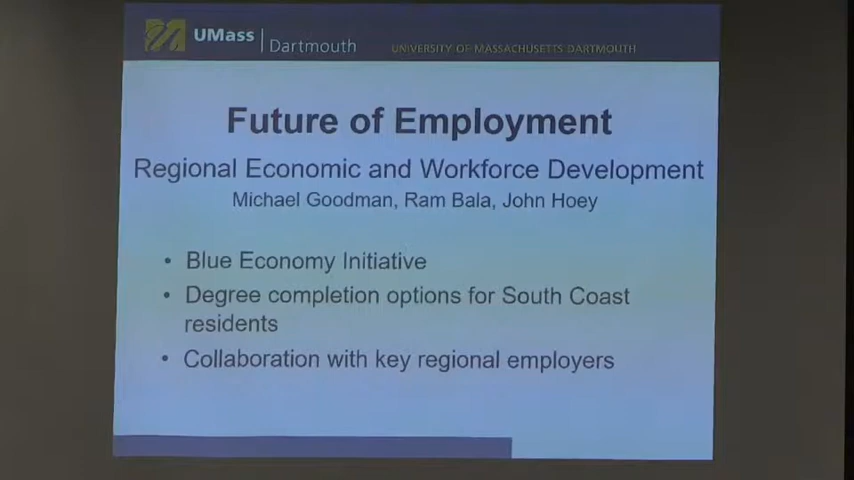 UMass | Dartmouth
UNIVERSITY OF MASSACHUSETTS DARTMOUTH
Future of Employment
Regional Economic and Workforce Development
Michael Goodman, Ram Bala, John Hoey
• Blue Economy Initiative
• Degree completion options for South Coast
residents
• Collaboration with key regional employers